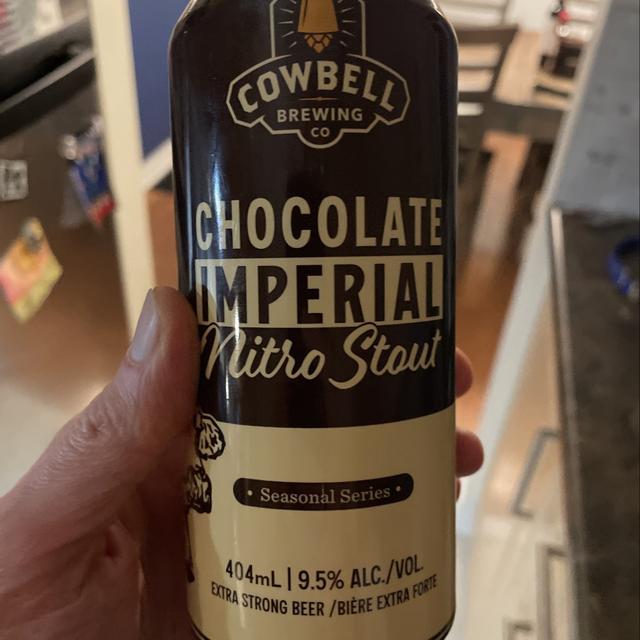 COWBELL
BREWING
CO
CHOCOLATE
IMPERIAL
Nitro Stout
• Seasonal Series •
404mL | 9.5% ALC./VOL.
EXTRA STRONG BEER / BIÈRE EXTRA FORTE